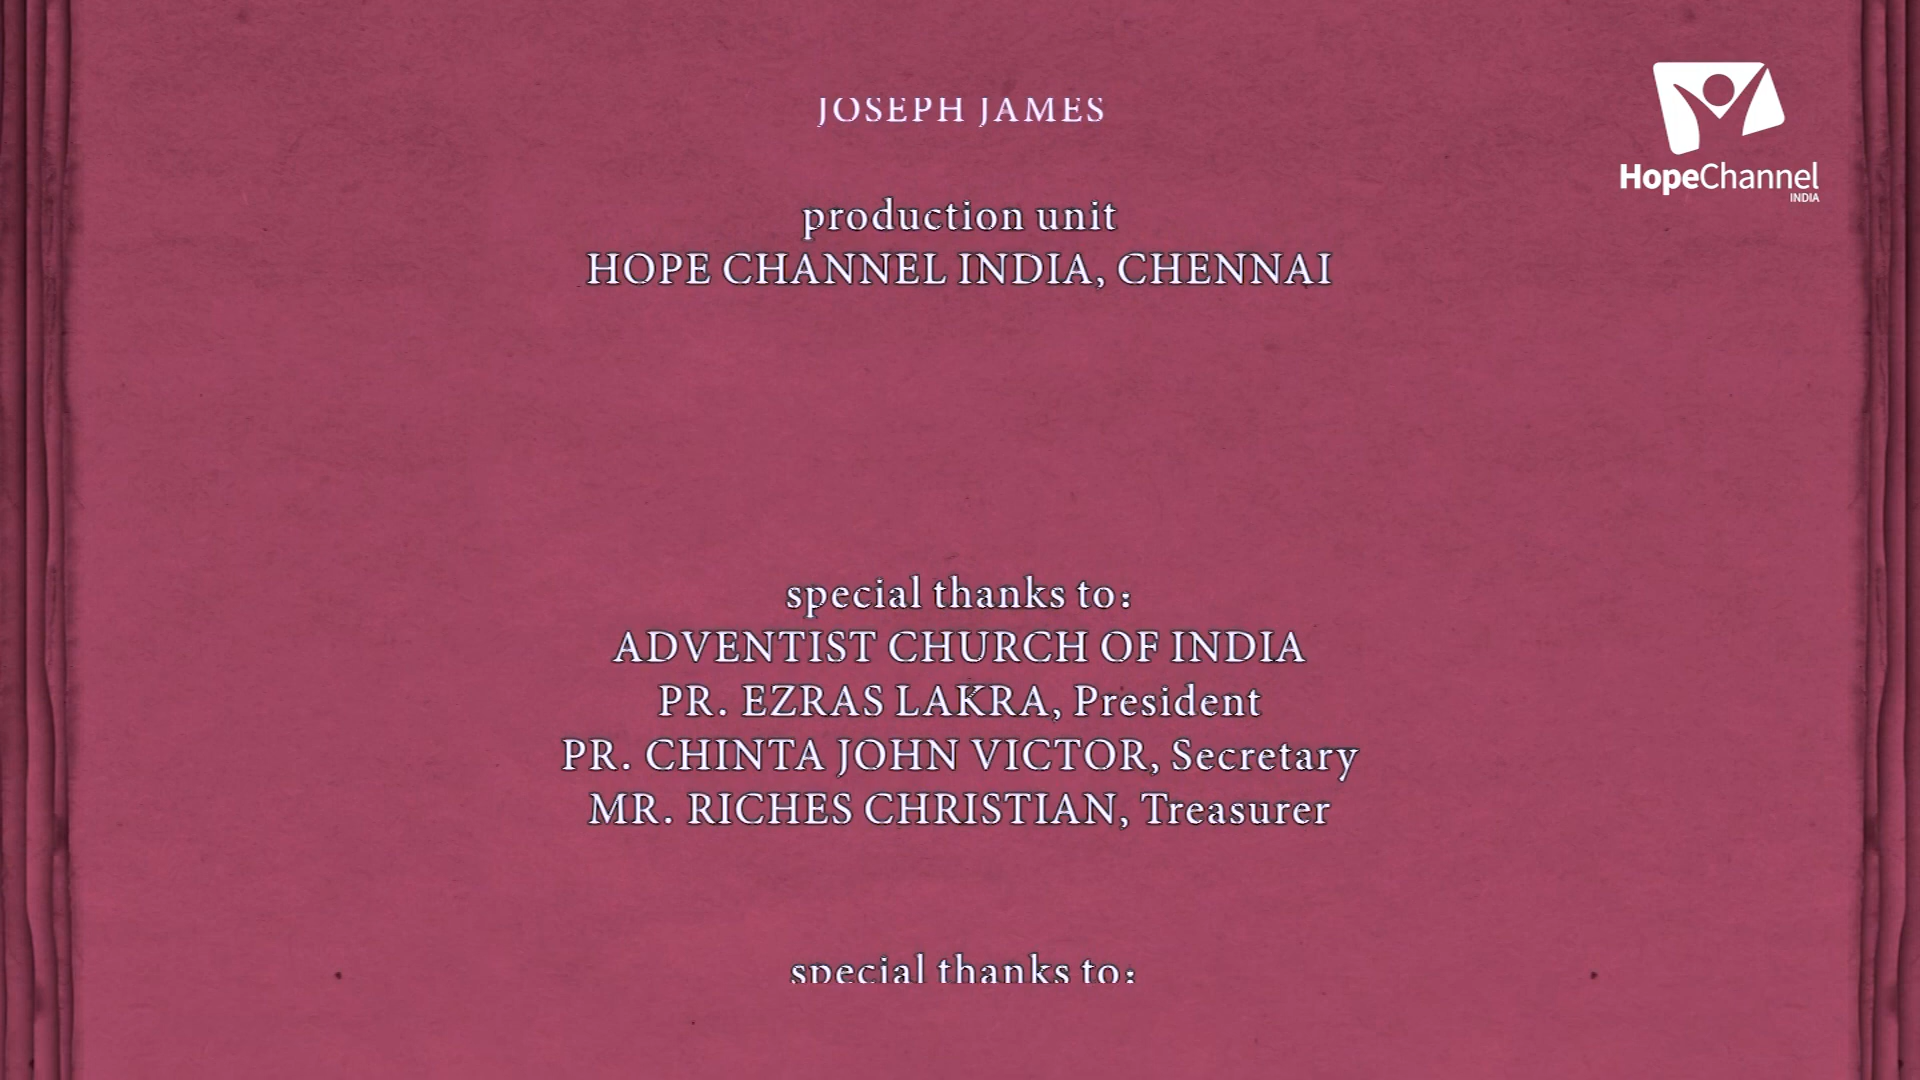 JOSEPH JAMES
HopeChannel
INDIA
production unit
HOPE CHANNEL INDIA, CHENNAI
special thanks to:
ADVENTIST CHURCH OF INDIA
PR. EZRAS LAKRA, President
PR. CHINTA JOHN VICTOR, Secretary
MR. RICHES CHRISTIAN, Treasurer
special thanks to: